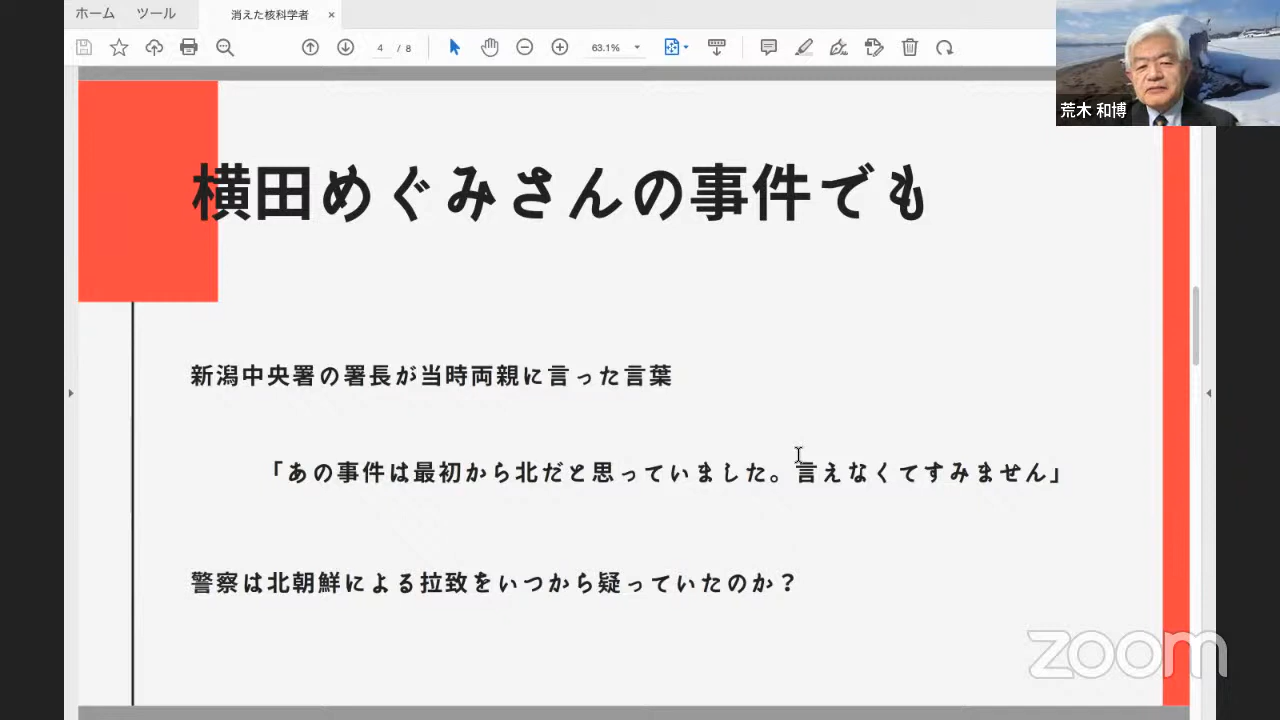 ホーム ツール 消えた核科学者 ×
4 / 8 63.1%
荒木 和博
横田めぐみさんの事件でも
新潟中央署の署長が当時両親に言った言葉
「あの事件は最初から北だと思っていました。言えなくてすみません」
警察は北朝鮮による拉致をいつから疑っていたのか？
zoom